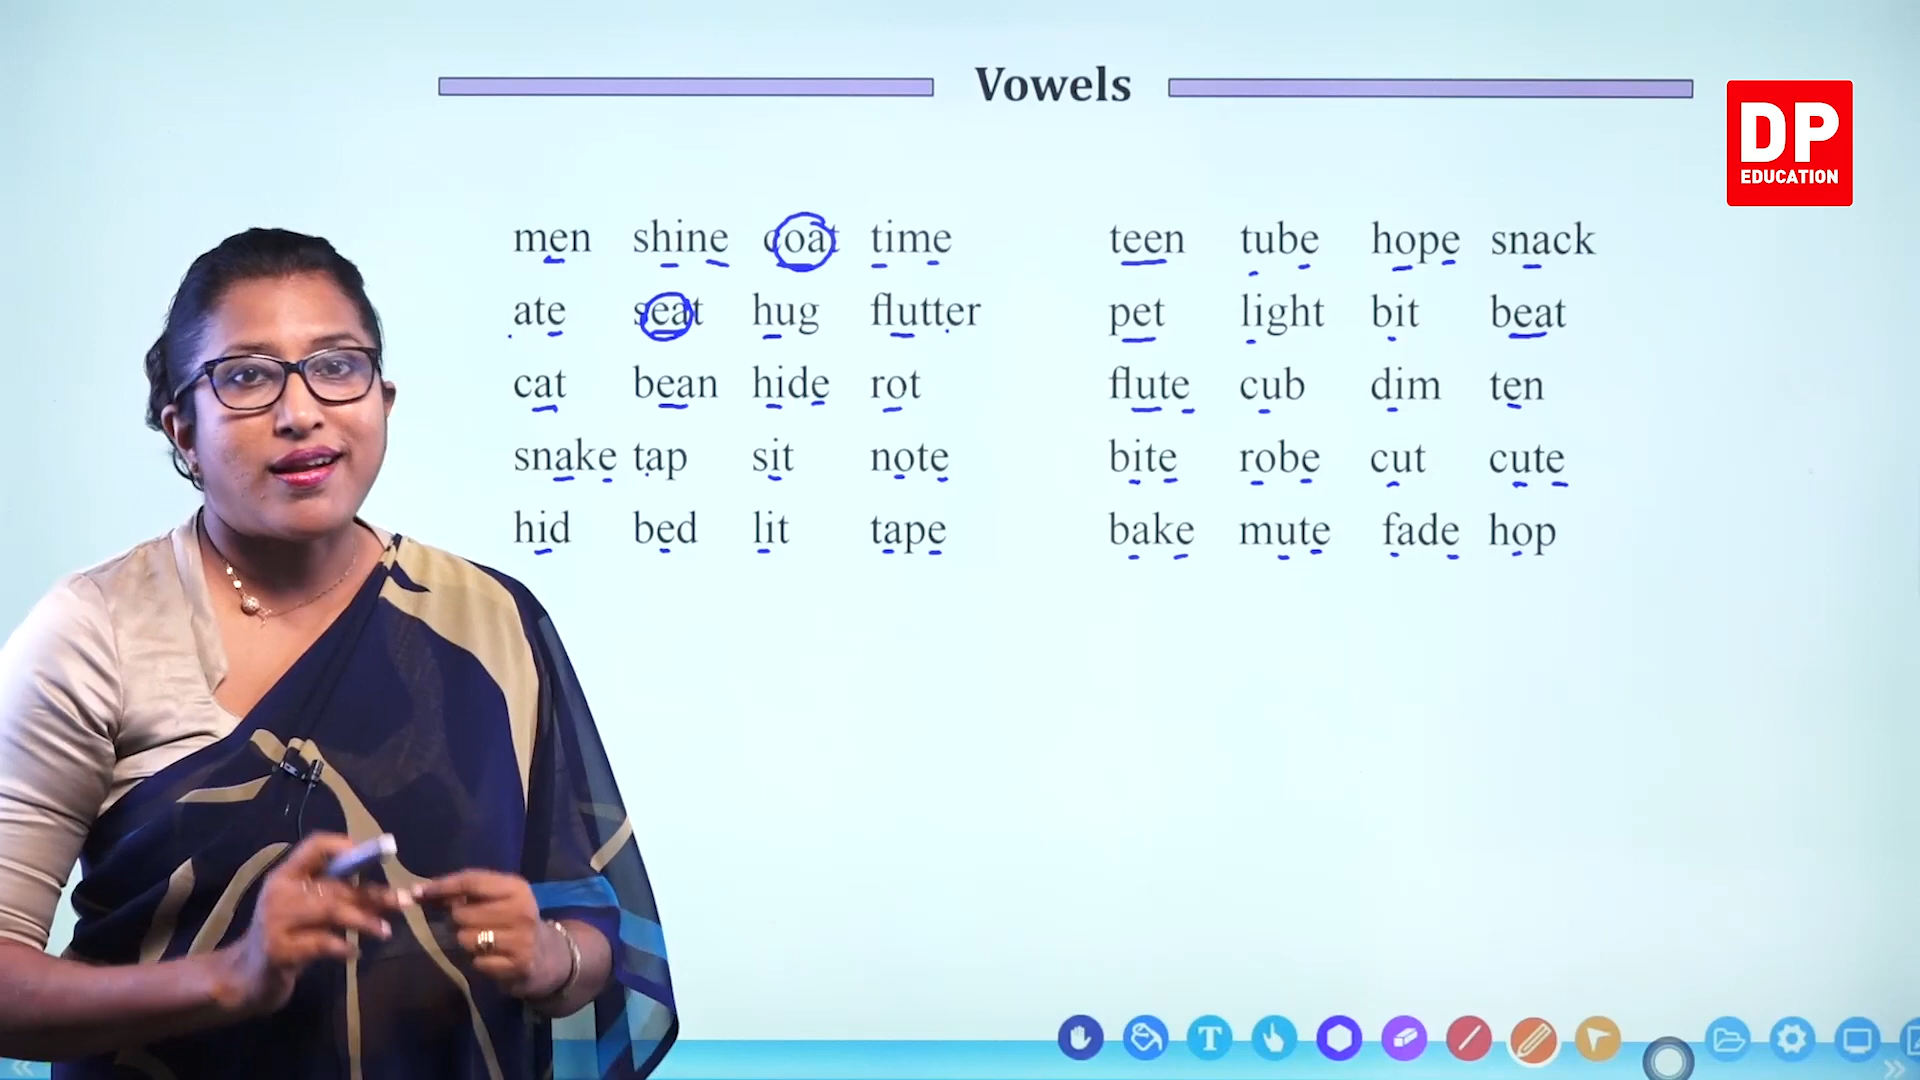 Vowels
DP
EDUCATION
men shine coat time teen tube hope snack
ate seat hug flutter pet light bit beat
cat bean hide rot flute cub dim ten
snake tap sit note bite robe cut cute
hid bed lit tape bake mute fade hop
T